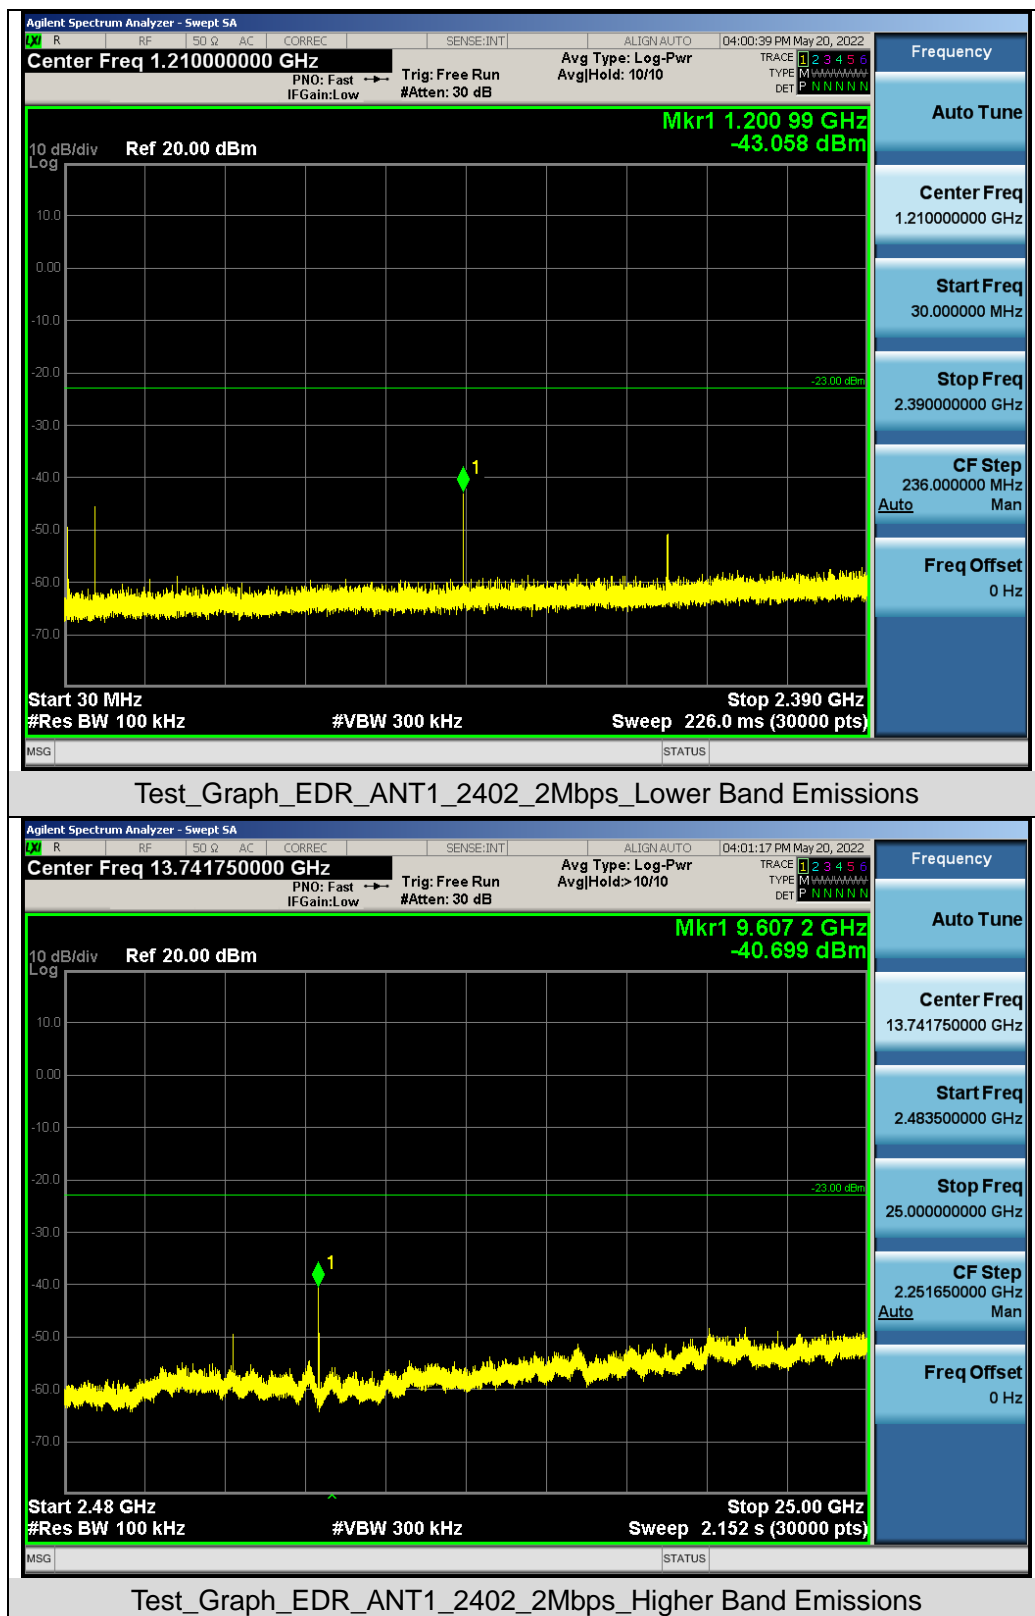 Agilent Spectrum Analyzer - Swept SA
LXI R RF 50 Ω AC CORREC SENSE:INT ALIGN AUTO 04:00:39 PM May 20, 2022
Center Freq 1.210000000 GHz
PNO: Fast
IFGain:Low
Trig: Free Run
#Atten: 30 dB
Avg Type: Log-Pwr
Avg|Hold: 10/10
TRACE 1 2 3 4 5 6
TYPE M WWWWW
DET P N N N N N
Mkr1 1.200 99 GHz
-43.058 dBm
10 dB/div Ref 20.00 dBm
Log
10.0
0.00
-10.0
-20.0
-23.00 dBm
-30.0
1
-40.0
-50.0
-60.0
-70.0
Start 30 MHz Stop 2.390 GHz
#Res BW 100 kHz #VBW 300 kHz Sweep 226.0 ms (30000 pts)
MSG STATUS
Frequency
Auto Tune
Center Freq
1.210000000 GHz
Start Freq
30.000000 MHz
Stop Freq
2.390000000 GHz
CF Step
236.000000 MHz
Auto Man
Freq Offset
0 Hz
Test_Graph_EDR_ANT1_2402_2Mbps_Lower Band Emissions
Agilent Spectrum Analyzer - Swept SA
LXI R RF 50 Ω AC CORREC SENSE:INT ALIGN AUTO 04:01:17 PM May 20, 2022
Center Freq 13.741750000 GHz
PNO: Fast
IFGain:Low
Trig: Free Run
#Atten: 30 dB
Avg Type: Log-Pwr
Avg|Hold:>10/10
TRACE 1 2 3 4 5 6
TYPE M WWWWW
DET P N N N N N
Mkr1 9.607 2 GHz
-40.699 dBm
10 dB/div Ref 20.00 dBm
Log
10.0
0.00
-10.0
-20.0
-23.00 dBm
-30.0
1
-40.0
-50.0
-60.0
-70.0
Start 2.48 GHz Stop 25.00 GHz
#Res BW 100 kHz #VBW 300 kHz Sweep 2.152 s (30000 pts)
MSG STATUS
Frequency
Auto Tune
Center Freq
13.741750000 GHz
Start Freq
2.483500000 GHz
Stop Freq
25.000000000 GHz
CF Step
2.251650000 GHz
Auto Man
Freq Offset
0 Hz
Test_Graph_EDR_ANT1_2402_2Mbps_Higher Band Emissions